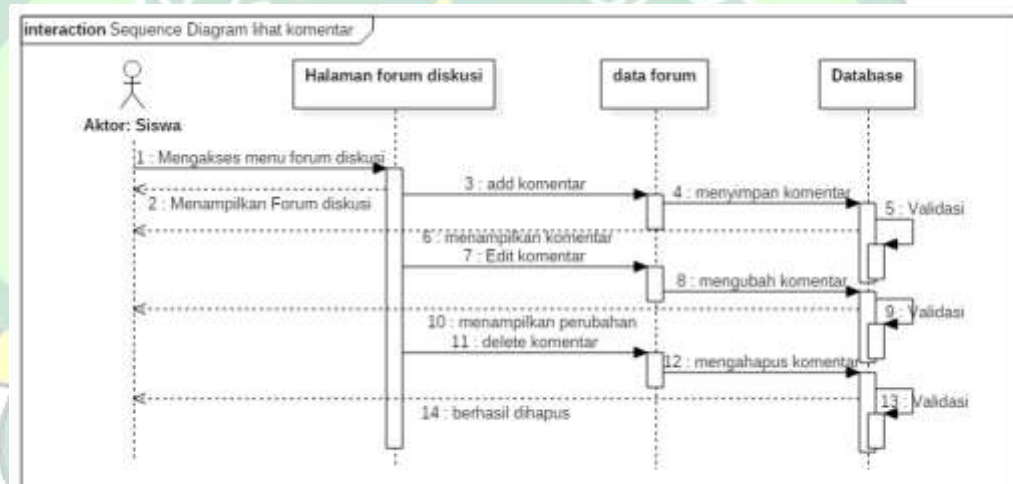 interaction Sequence Diagram lihat komentar
Halaman forum diskusi
data forum
Database
Aktor: Siswa
1 : Mengakses menu forum diskusi
2 : Menampilkan Forum diskusi
3 : add komentar
4 : menyimpan komentar
5 : Validasi
6 : menampilkan komentar
7 : Edit komentar
8 : mengubah komentar
9 : Validasi
10 : menampilkan perubahan
11 : delete komentar
12 : mengahapus komentar
13 : Validasi
14 : berhasil dihapus